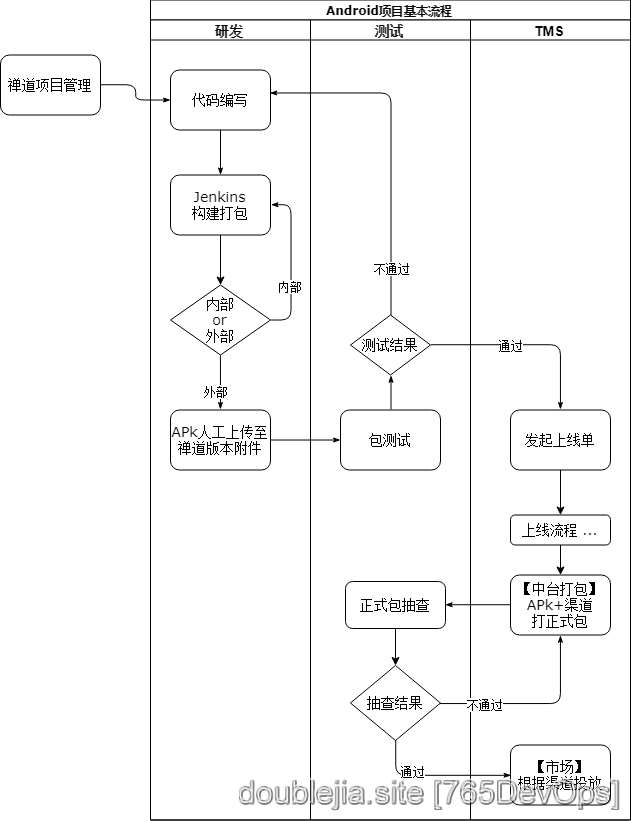 Android项目基本流程
研发
测试
TMS
禅道项目管理
代码编写
Jenkins
构建打包
内部
内部
or
外部
外部
APk人工上传至
禅道版本附件
不通过
测试结果
通过
包测试
发起上线单
上线流程 ...
【中台打包】
APk+渠道
打正式包
正式包抽查
抽查结果
不通过
通过
【市场】
根据渠道投放
doublejia.site [765DevOps]